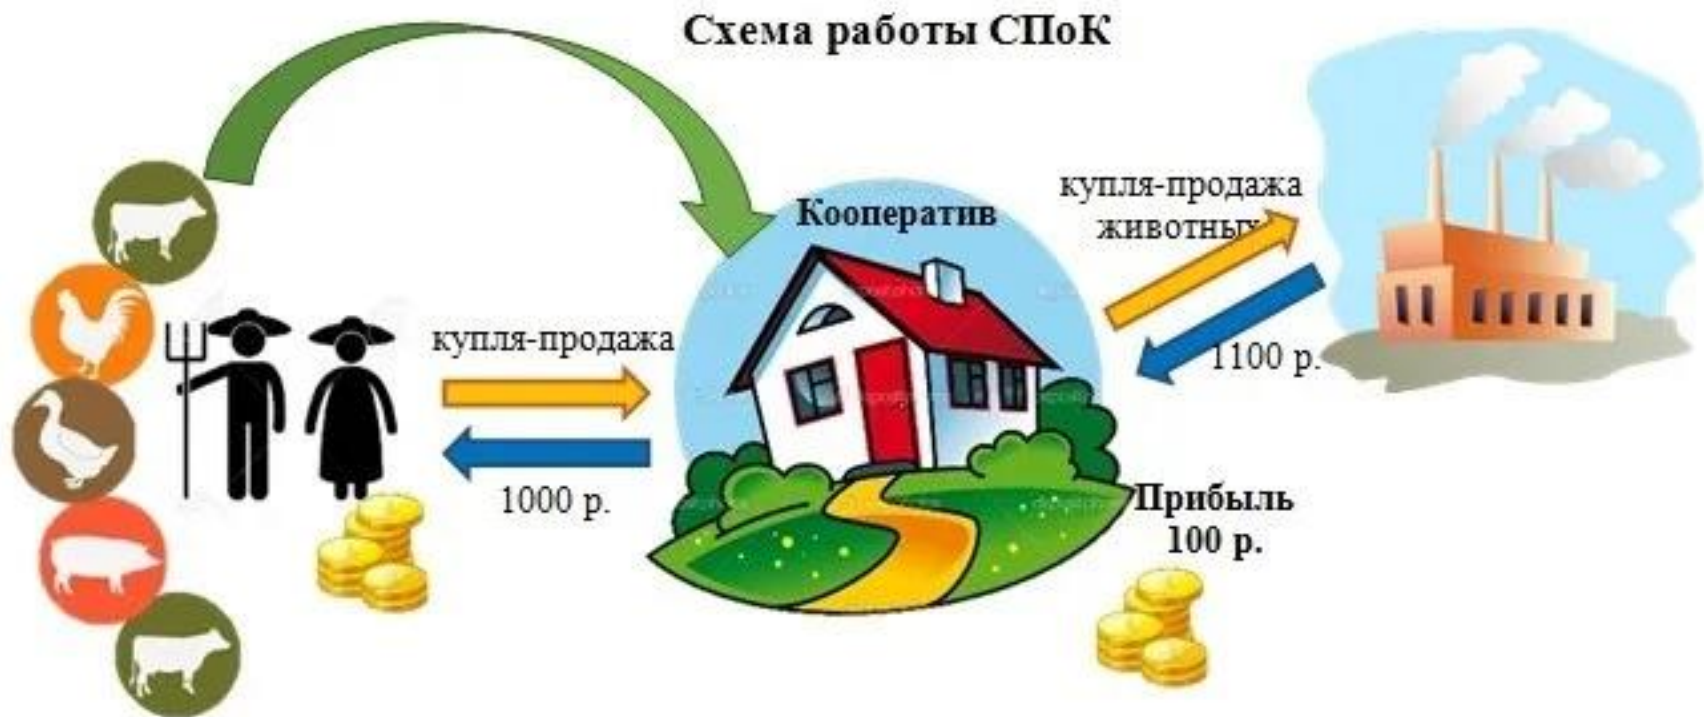 Схема работы СПоК
купля-продажа
животных
Кооператив
купля-продажа
1100 р.
1000 р.
Прибыль
100 р.